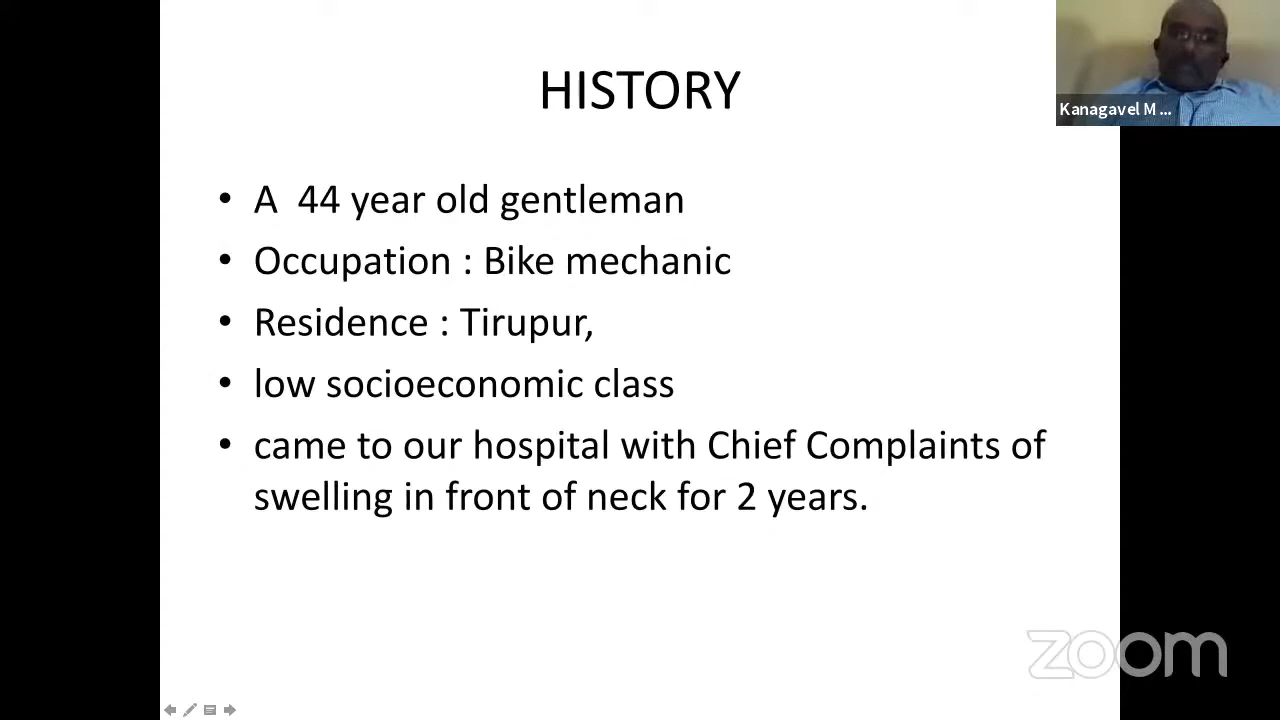 HISTORY
Kanagavel M ...
• A  44 year old gentleman
• Occupation : Bike mechanic
• Residence : Tirupur,
• low socioeconomic class
• came to our hospital with Chief Complaints of
swelling in front of neck for 2 years.
zoom